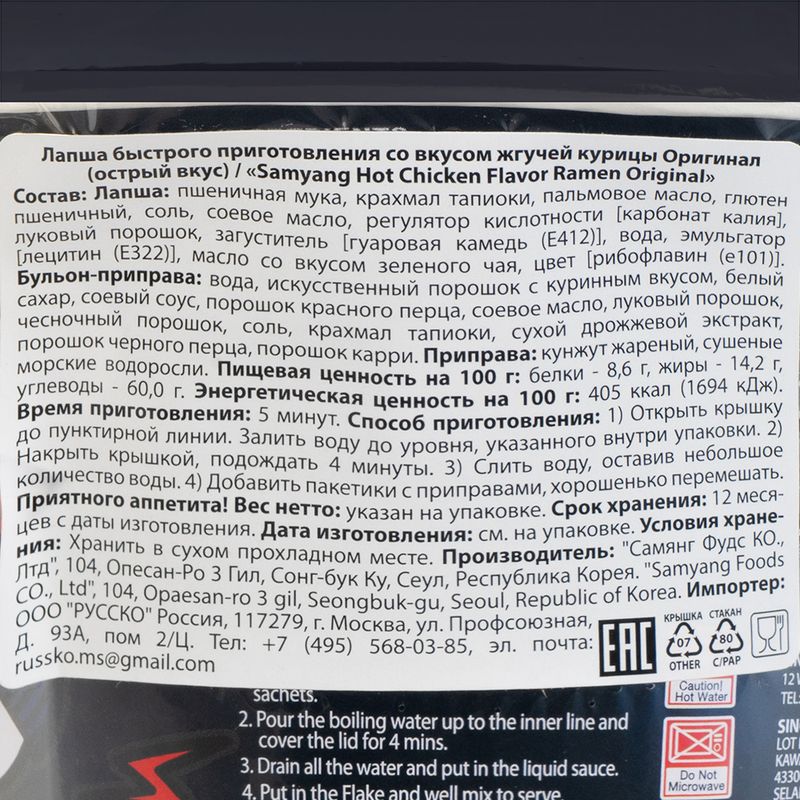 Лапша быстрого приготовления со вкусом жгучей курицы Оригинал
(острый вкус) / «Samyang Hot Chicken Flavor Ramen Original»
Состав: Лапша: пшеничная мука, крахмал тапиоки, пальмовое масло, глютен
пшеничный, соль, соевое масло, регулятор кислотности [карбонат калия],
луковый порошок, загуститель [гуаровая камедь (Е412)], вода, эмульгатор
[лецитин (Е322)], масло со вкусом зеленого чая, цвет [рибофлавин (е101)].
Бульон-приправа: вода, искусственный порошок с куринным вкусом, белый
сахар, соевый соус, порошок красного перца, соевое масло, луковый порошок,
чесночный порошок, соль, крахмал тапиоки, сухой дрожжевой экстракт,
порошок черного перца, порошок карри. Приправа: кунжут жареный, сушеные
морские водоросли. Пищевая ценность на 100 г: белки - 8,6 г, жиры - 14,2 г,
углеводы - 60,0 г. Энергетическая ценность на 100 г: 405 ккал (1694 кДж).
Время приготовления: 5 минут. Способ приготовления: 1) Открыть крышку
до пунктирной линии. Залить воду до уровня, указанного внутри упаковки. 2)
Накрыть крышкой, подождать 4 минуты. 3) Слить воду, оставив небольшое
количество воды. 4) Добавить пакетики с приправами, хорошенько перемешать.
Приятного аппетита! Вес нетто: указан на упаковке. Срок хранения: 12 меся-
цев с даты изготовления. Дата изготовления: см. на упаковке. Условия хране-
ния: Хранить в сухом прохладном месте. Производитель: "Самянг Фудс КО.,
Лтд", 104, Опесан-Ро 3 Гил, Сонг-бук Ку, Сеул, Республика Корея. "Samyang Foods
CO., Ltd", 104, Opaesan-ro 3 gil, Seongbuk-gu, Seoul, Republic of Korea. Импортер:
ООО "РУССКО" Россия, 117279, г. Москва, ул. Профсоюзная,
Д. 93А, пом 2/Ц. Тел: +7 (495) 568-03-85, эл. почта:
russko.ms@gmail.com
EAC
КРЫШКА СТАКАН
07 80
OTHER C/PAP
sachets.
2. Pour the boiling water up to the inner line and
cover the lid for 4 mins.
3. Drain all the water and put in the liquid sauce.
4. Put in the Flake and well mix to serve.
Caution!
Hot Water
Do Not
Microwave
12 W
TELS
SIN
LOT
KAWA
4330
SELA